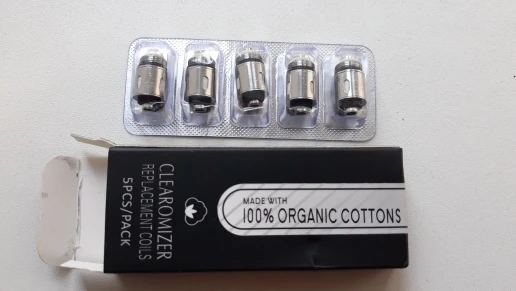 CLEAROMIZER
REPLACEMENT COILS
5PCS/PACK
MADE WITH
100% ORGANIC COTTONS